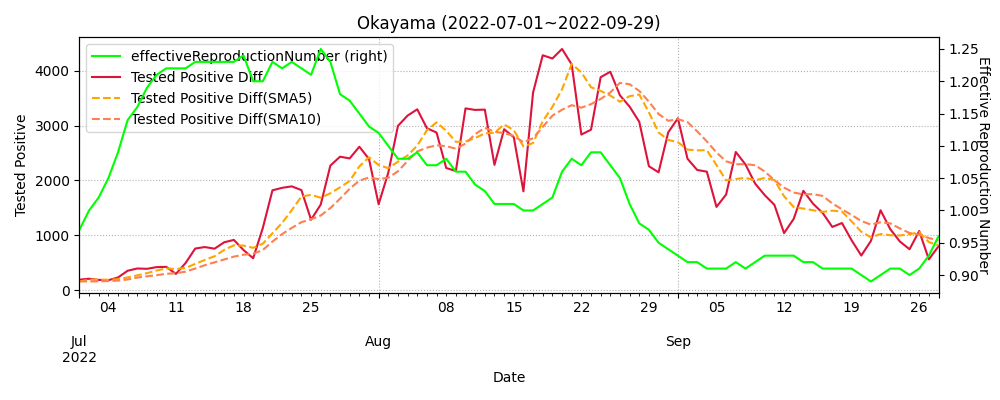 Okayama (2022-07-01~2022-09-29)
effectiveReproductionNumber (right)
Tested Positive Diff
Tested Positive Diff(SMA5)
Tested Positive Diff(SMA10)
Tested Positive
4000
3000
2000
1000
0
1.25
1.20
1.15
1.10
1.05
1.00
0.95
0.90
Effective Reproduction Number
04 11 18 25 08 15 22 29 05 12 19 26
Jul Aug Sep
2022
Date